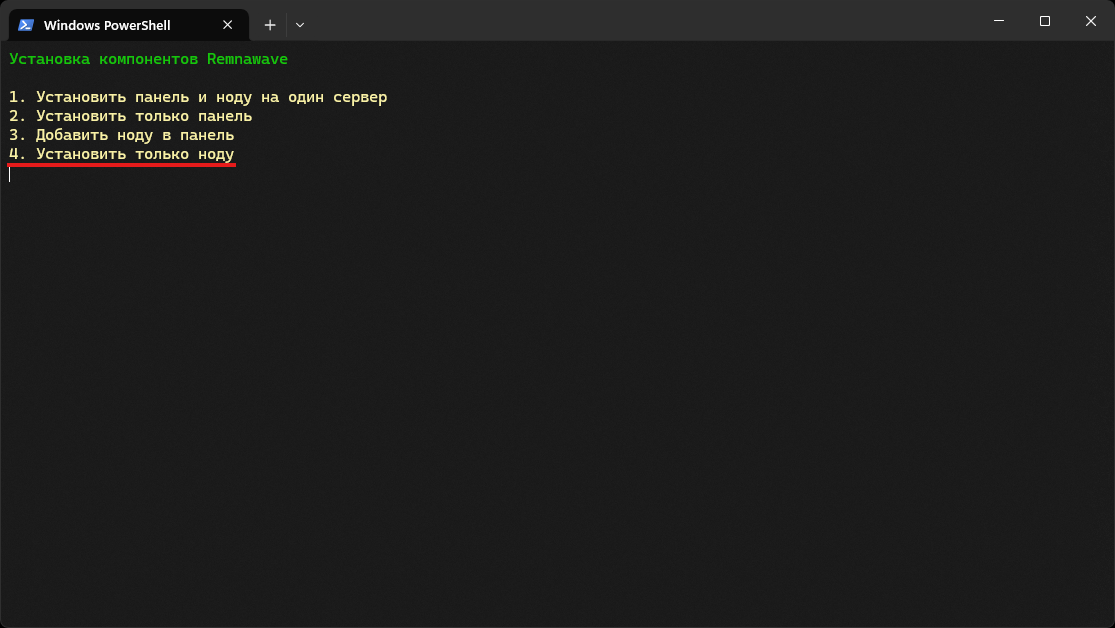 Windows PowerShell
Установка компонентов Remnawave
1. Установить панель и ноду на один сервер
2. Установить только панель
3. Добавить ноду в панель
4. Установить только ноду